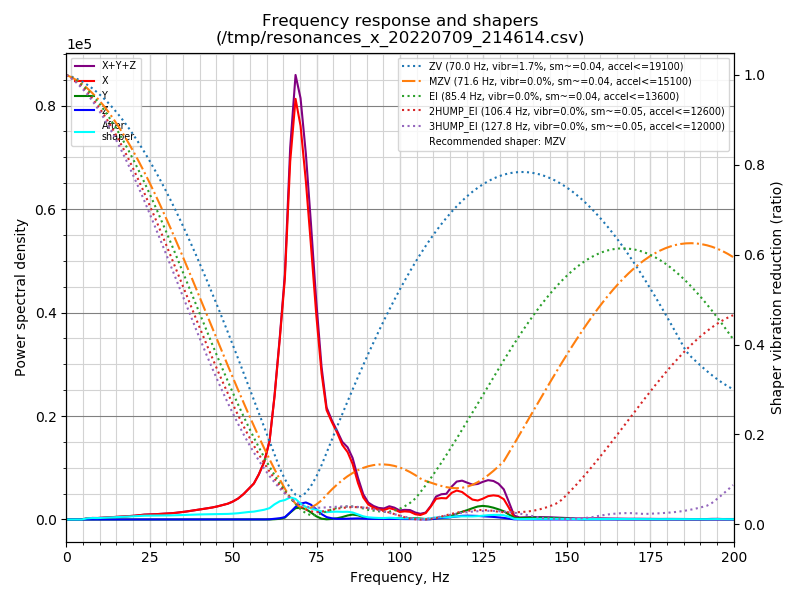 Frequency response and shapers
(/tmp/resonances_x_20220709_214614.csv)
1e5
X+Y+Z
X
Y
Z
After
shaper
ZV (70.0 Hz, vibr=1.7%, sm~=0.04, accel<=19100)
MZV (71.6 Hz, vibr=0.0%, sm~=0.04, accel<=15100)
EI (85.4 Hz, vibr=0.0%, sm~=0.04, accel<=13600)
2HUMP_EI (106.4 Hz, vibr=0.0%, sm~=0.05, accel<=12600)
3HUMP_EI (127.8 Hz, vibr=0.0%, sm~=0.05, accel<=12000)
Recommended shaper: MZV
Power spectral density
0.8
0.6
0.4
0.2
0.0
1.0
0.8
0.6
0.4
0.2
0.0
Shaper vibration reduction (ratio)
0 25 50 75 100 125 150 175 200
Frequency, Hz